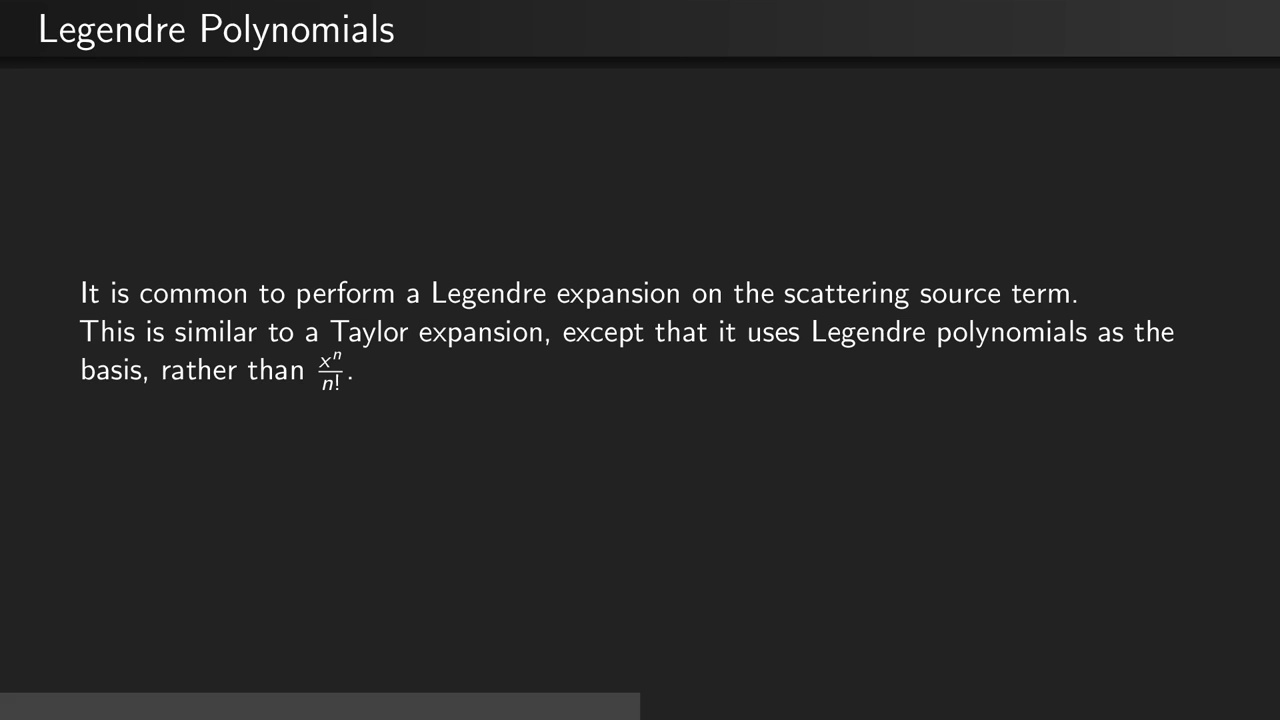 Legendre Polynomials
It is common to perform a Legendre expansion on the scattering source term.
This is similar to a Taylor expansion, except that it uses Legendre polynomials as the
basis, rather than $\frac{x^n}{n!}$.